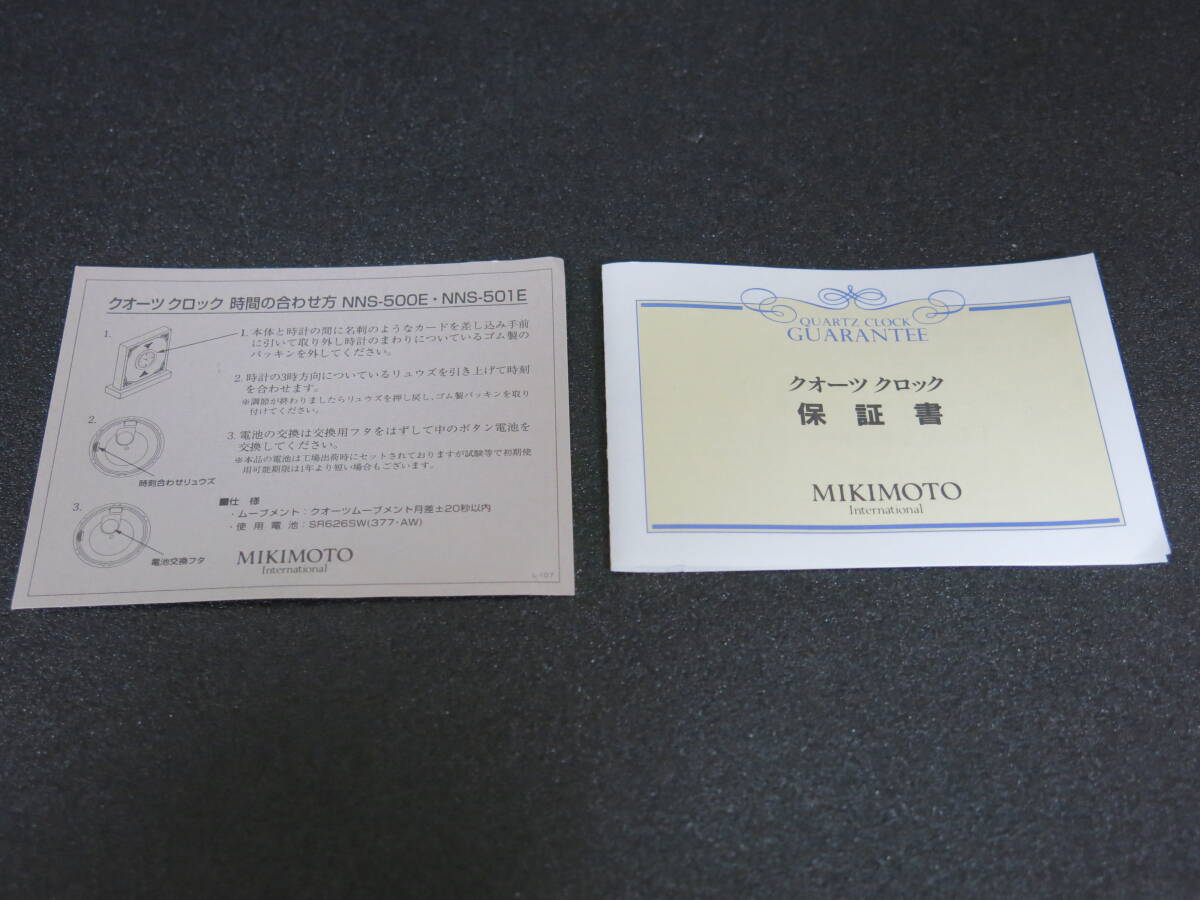 クオーツ クロック 時間の合わせ方 NNS-500E・NNS-501E
1.
1. 本体と時計の間に名刺のようなカードを差し込み手前
に引いて取り外し時計のまわりについているゴム製の
パッキンを外してください。
2. 時計の3時方向についているリュウズを引き上げて時刻
を合わせます。
※調節が終わりましたらリュウズを押し戻し、ゴム製パッキンを取り
付けてください。
2.
時刻合わせリュウズ
3. 電池の交換は交換用フタをはずして中のボタン電池を
交換してください。
※本品の電池は工場出荷時にセットされておりますが試験等で初期使
用可能期限は1年より短い場合もございます。
3.
電池交換フタ
■仕 様
・ムーブメント:クオーツムーブメント月差±20秒以内
・使 用 電 池:SR626SW(377・AW)
MIKIMOTO
International
QUARTZ CLOCK
GUARANTEE
クオーツ クロック
保 証 書
MIKIMOTO
International